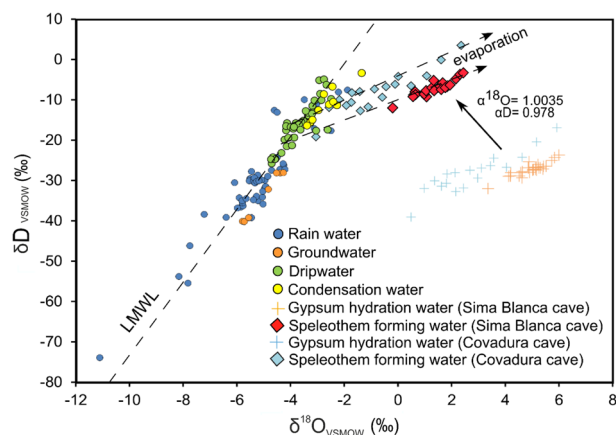 10
0
-10
-20
-30
-40
-50
-60
-70
-80
δD VSMOW (‰)
evaporation
α¹⁸O= 1.0035
αD= 0.978
LMWL
Rain water
Groundwater
Dripwater
Condensation water
Gypsum hydration water (Sima Blanca cave)
Speleothem forming water (Sima Blanca cave)
Gypsum hydration water (Covadura cave)
Speleothem forming water (Covadura cave)
-12 -10 -8 -6 -4 -2 0 2 4 6
δ¹⁸OVSMOW (‰)